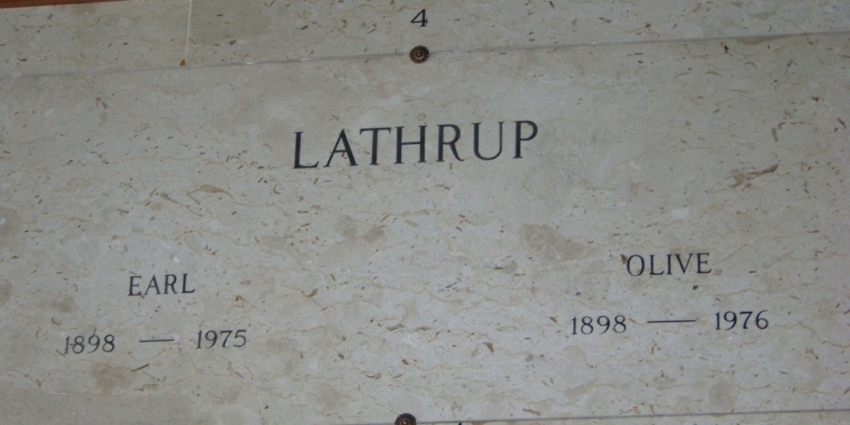 4
LATHRUP
EARL
OLIVE
1898 — 1975
1898 — 1976